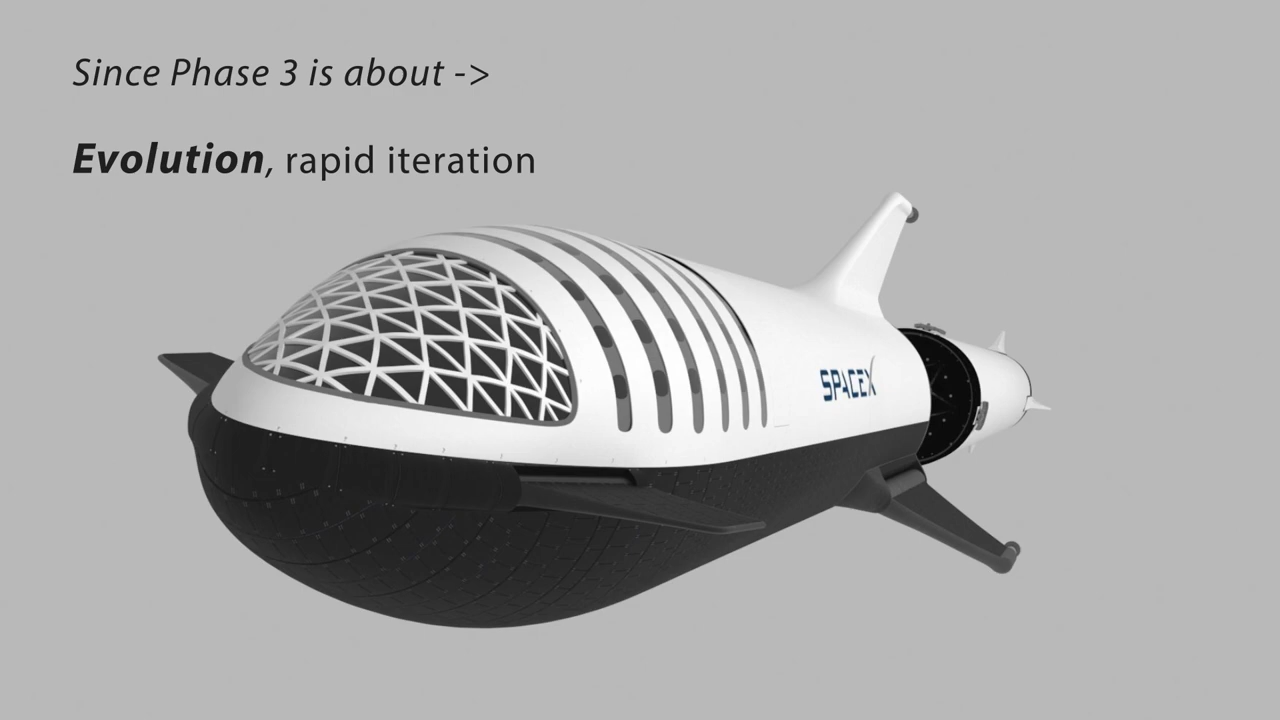 Since Phase 3 is about ->
Evolution, rapid iteration
SPACEX